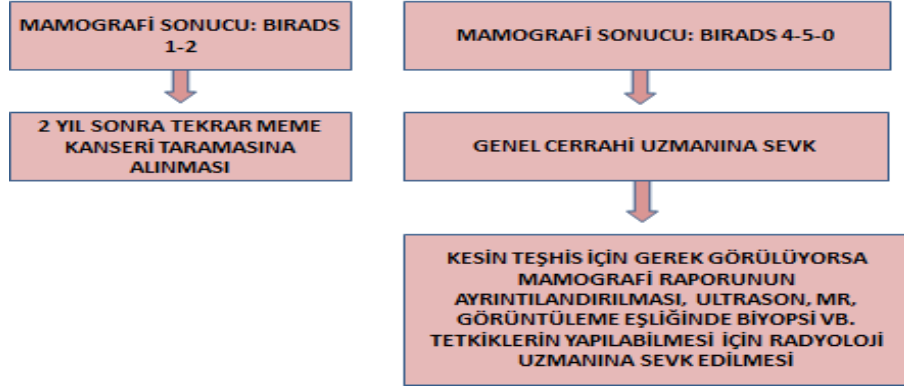 MAMOGRAFİ SONUCU: BIRADS
1-2
2 YIL SONRA TEKRAR MEME
KANSERİ TARAMASINA
ALINMASI
MAMOGRAFİ SONUCU: BIRADS 4-5-0
GENEL CERRAHİ UZMANINA SEVK
KESİN TEŞHİS İÇİN GEREK GÖRÜLÜYORSA
MAMOGRAFİ RAPORUNUN
AYRINTILANDIRILMASI, ULTRASON, MR,
GÖRÜNTÜLEME EŞLİĞİNDE BİYOPSİ VB.
TETKİKLERİN YAPILABİLMESİ İÇİN RADYOLOJİ
UZMANINA SEVK EDİLMESİ